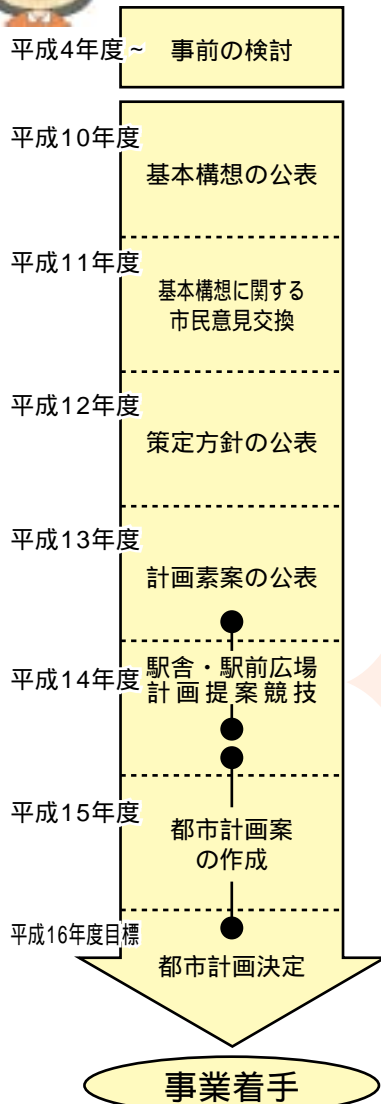 平成4年度~ 事前の検討
平成10年度
基本構想の公表
平成11年度
基本構想に関する
市民意見交換
平成12年度
策定方針の公表
平成13年度
計画素案の公表
平成14年度
駅舎・駅前広場
計画提案競技
平成15年度
都市計画案
の作成
平成16年度目標
都市計画決定
事業着手